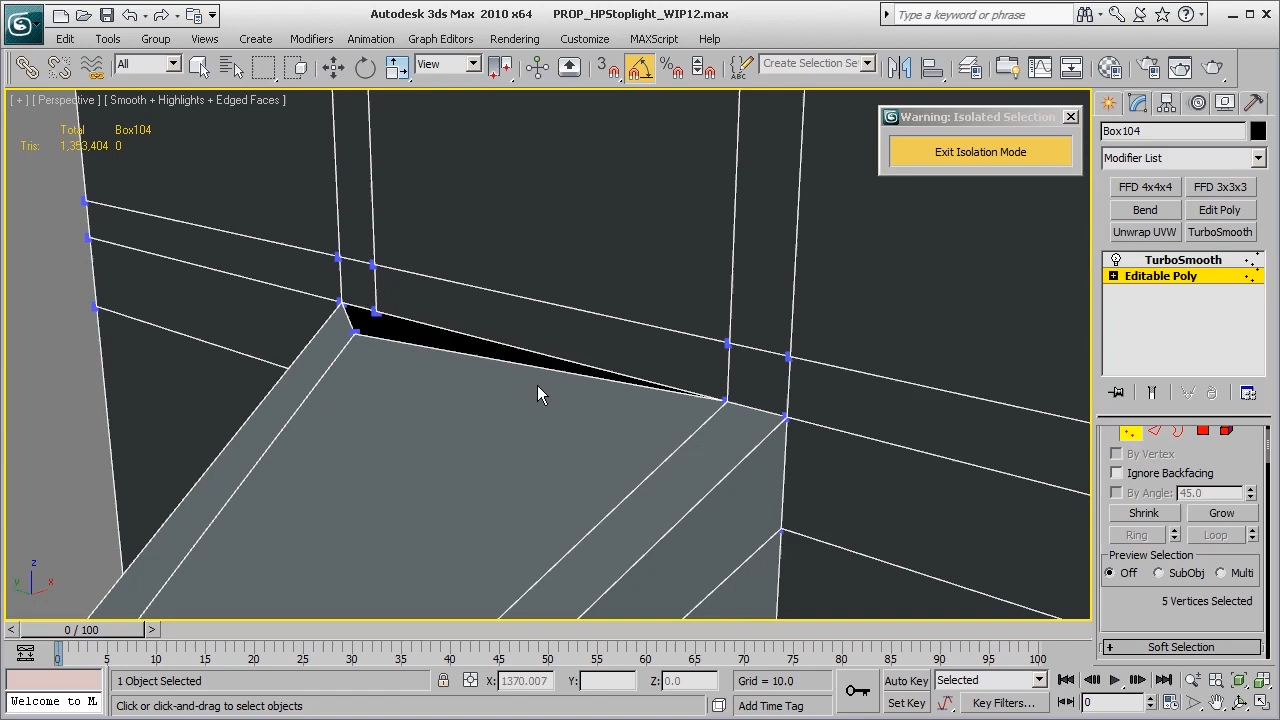 Autodesk 3ds Max 2010 x64 PROP_HPStoplight_WIP12.max
Type a keyword or phrase
Edit Tools Group Views Create Modifiers Animation Graph Editors Rendering Customize MAXScript Help
All View 3 Create Selection Se
[ + ] [ Perspective ] [ Smooth + Highlights + Edged Faces ]
Total Box104
Tris: 1,353,404 0
Warning: Isolated Selection
Exit Isolation Mode
Box104
Modifier List
FFD 4x4x4 FFD 3x3x3
Bend Edit Poly
Unwrap UVW TurboSmooth
TurboSmooth
Editable Poly
By Vertex
Ignore Backfacing
By Angle: 45.0
Shrink Grow
Ring Loop
Preview Selection
Off SubObj Multi
5 Vertices Selected
+ Soft Selection
z
y x
< 0 / 100 >
0 5 10 15 20 25 30 35 40 45 50 55 60 65 70 75 80 85 90 95 100
1 Object Selected X: 1370.007 Y: Z: 0.0 Grid = 10.0 Auto Key Selected
Welcome to M Click or click-and-drag to select objects Add Time Tag Set Key Key Filters... 0